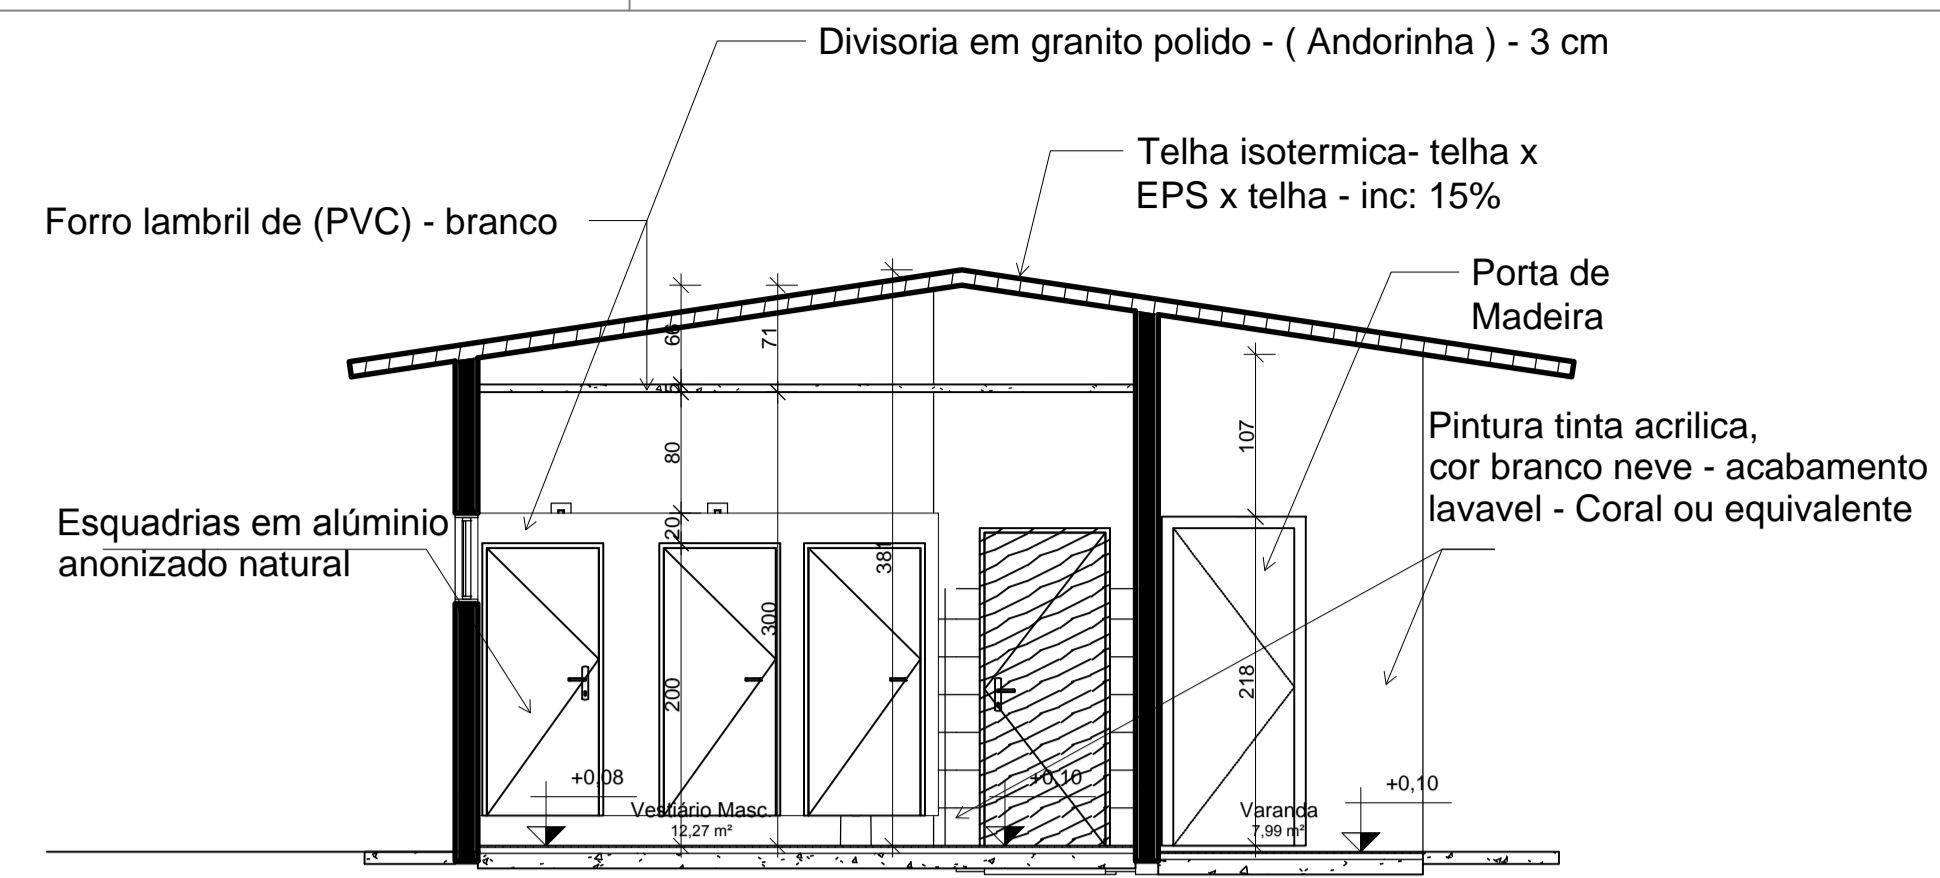 Divisoria em granito polido - ( Andorinha ) - 3 cm
Telha isotermica- telha x
EPS x telha - inc: 15%
Forro lambril de (PVC) - branco
Porta de
Madeira
66
71
80
107
Pintura tinta acrilica,
cor branco neve - acabamento
lavavel - Coral ou equivalente
Esquadrias em alúminio
anonizado natural
20
381
300
200
218
+0,08
+0,10
+0,10
Vestiário Masc.
12,27 m²
Varanda
7,99 m²